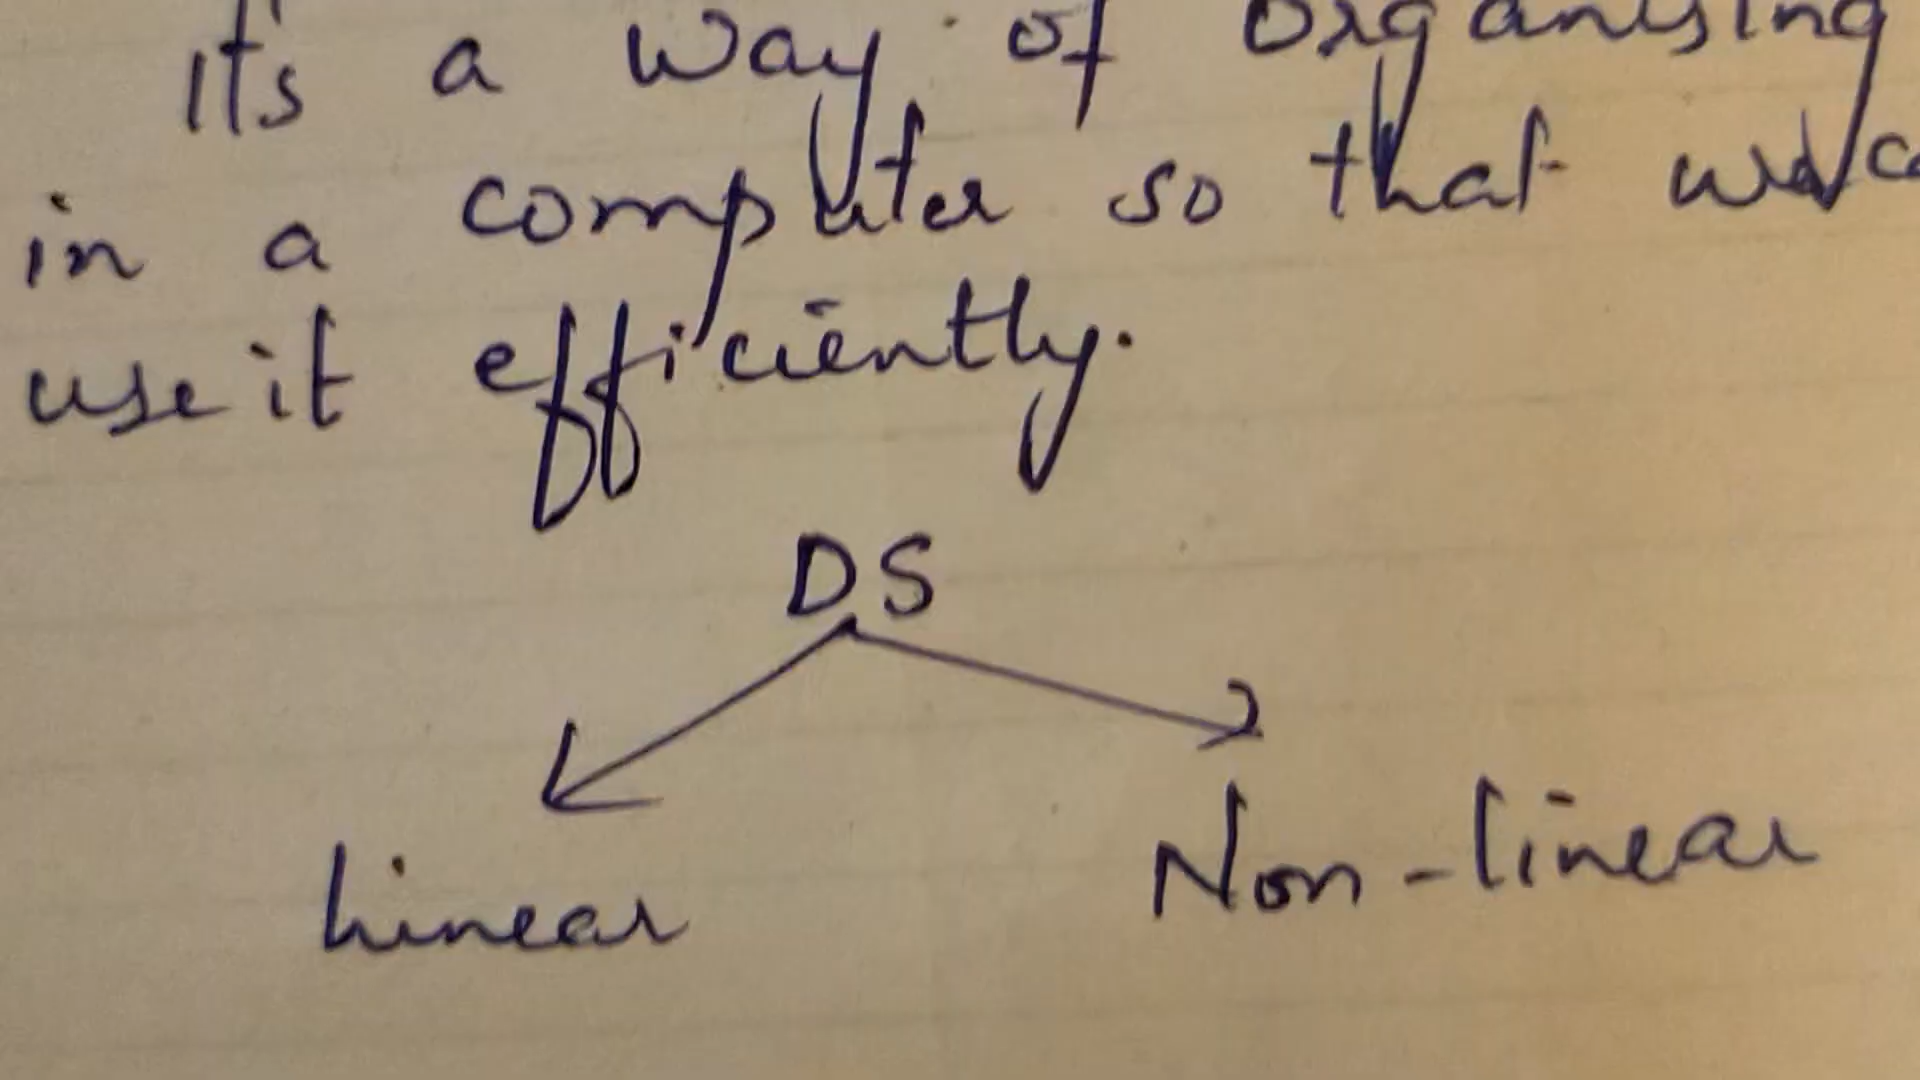 It's a way of organising
in a computer so that we
use it efficiently.
DS
Linear
Non-linear